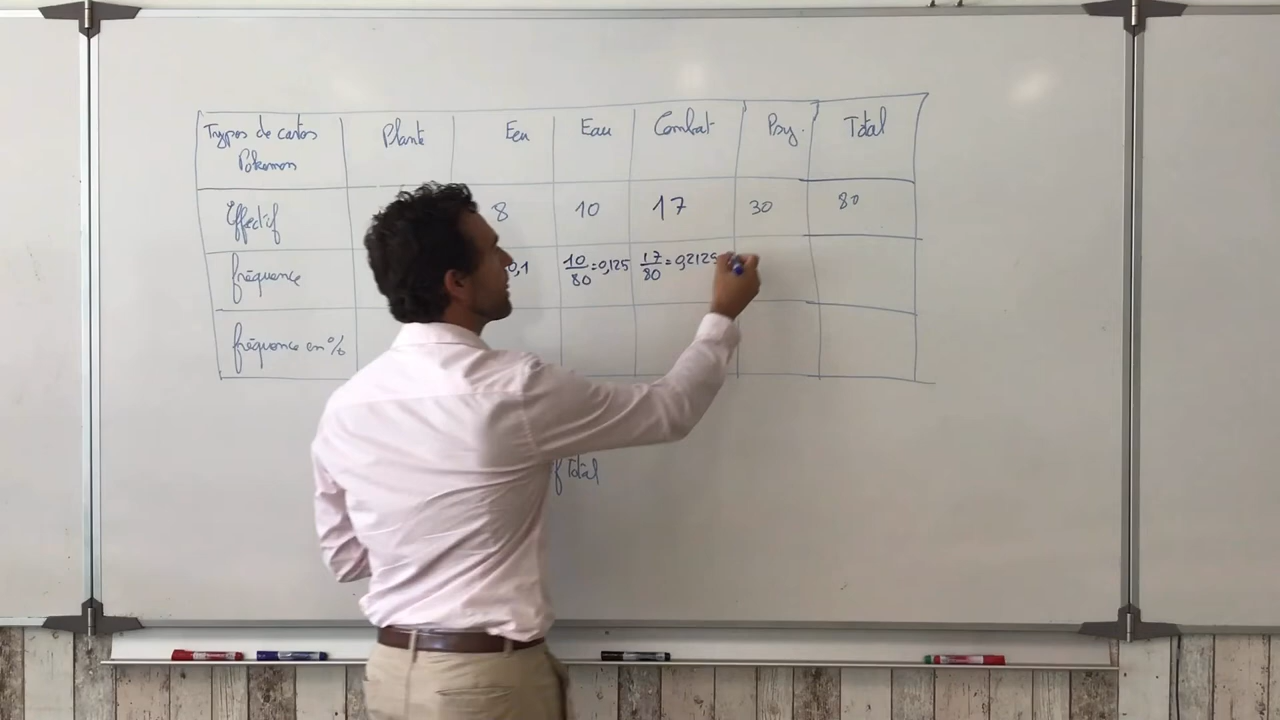 Types de cartes Pokemon Plante Feu Eau Combat Psy. Total
Effectif 8 10 17 30 80
fréquence 0,1 10/80=0,125 17/80=0,2125
fréquence en %
Total